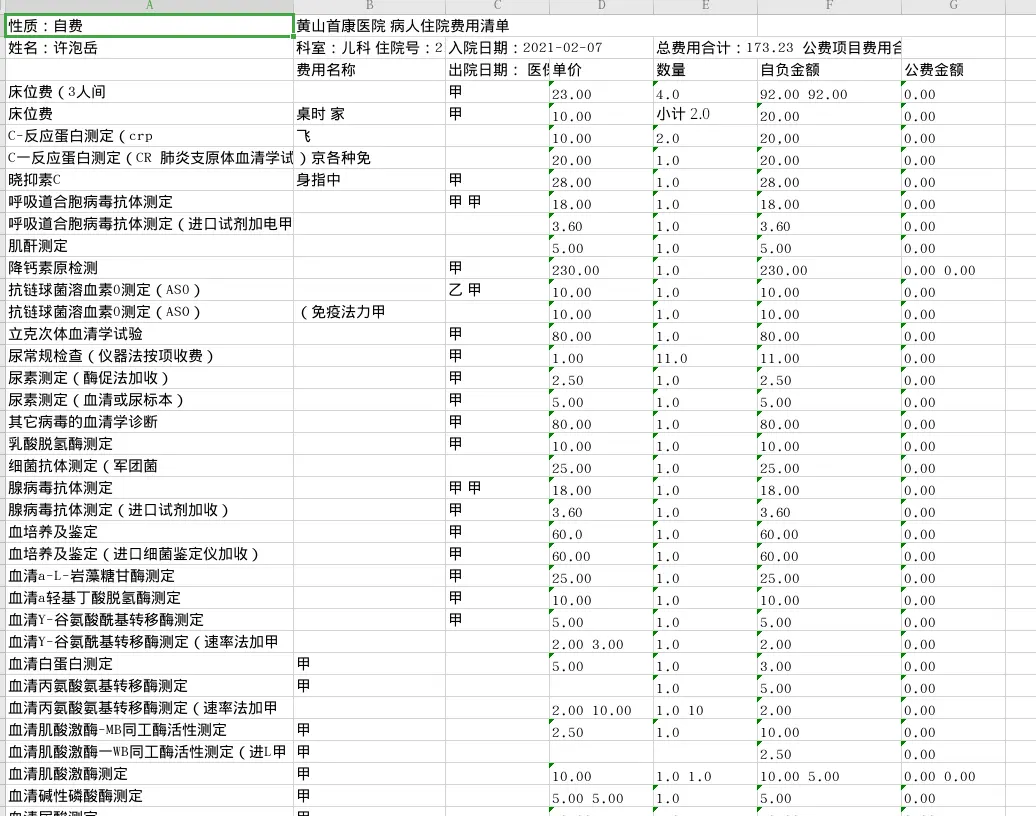 A B C D E F G
性质：自费 黄山首康医院 病人住院费用清单
姓名：许泡岳 科室：儿科 住院号：2 入院日期：2021-02-07 总费用合计：173.23 公费项目费用合
费用名称 出院日期： 医保 单价 数量 自负金额 公费金额
床位费（3人间 甲 23.00 4.0 92.00 92.00 0.00
床位费 桌时 家 甲 10.00 小计 2.0 20.00 0.00
C-反应蛋白测定（crp 飞 10.00 2.0 20,00 0.00
C一反应蛋白测定（CR 肺炎支原体血清学试）京各种免 20.00 1.0 20.00 0.00
晓抑素C 身指中 甲 28.00 1.0 28.00 0.00
呼吸道合胞病毒抗体测定 甲 甲 18.00 1.0 18.00 0.00
呼吸道合胞病毒抗体测定（进口试剂加电甲 3.60 1.0 3.60 0.00
肌酐测定 5.00 1.0 5.00 0.00
降钙素原检测 甲 230.00 1.0 230.00 0.00 0.00
抗链球菌溶血素0测定（ASO） 乙 甲 10.00 1.0 10.00 0.00
抗链球菌溶血素0测定（ASO） （免疫法力甲 10.00 1.0 10.00 0.00
立克次体血清学试验 甲 80.00 1.0 80.00 0.00
尿常规检查（仪器法按项收费） 甲 1.00 11.0 11.00 0.00
尿素测定（酶促法加收） 甲 2.50 1.0 2.50 0.00
尿素测定（血清或尿标本） 甲 5.00 1.0 5.00 0.00
其它病毒的血清学诊断 甲 80.00 1.0 80.00 0.00
乳酸脱氢酶测定 甲 10.00 1.0 10.00 0.00
细菌抗体测定（军团菌 25.00 1.0 25.00 0.00
腺病毒抗体测定 甲 甲 18.00 1.0 18.00 0.00
腺病毒抗体测定（进口试剂加收） 甲 3.60 1.0 3.60 0.00
血培养及鉴定 甲 60.0 1.0 60.00 0.00
血培养及鉴定（进口细菌鉴定仪加收） 甲 60.00 1.0 60.00 0.00
血清a-L-岩藻糖甘酶测定 甲 25.00 1.0 25.00 0.00
血清a轻基丁酸脱氢酶测定 甲 10.00 1.0 10.00 0.00
血清Y-谷氨酸酰基转移酶测定 甲 5.00 1.0 5.00 0.00
血清Y-谷氨酰基转移酶测定（速率法加甲 2.00 3.00 1.0 2.00 0.00
血清白蛋白测定 甲 5.00 1.0 3.00 0.00
血清丙氨酸氨基转移酶测定 甲 1.0 5.00 0.00
血清丙氨酸氨基转移酶测定（速率法加甲 2.00 10.00 1.0 10 2.00 0.00
血清肌酸激酶-MB同工酶活性测定 甲 2.50 1.0 10.00 0.00
血清肌酸激酶一WB同工酶活性测定（进L甲 甲 2.50 0.00
血清肌酸激酶测定 甲 10.00 1.0 1.0 10.00 5.00 0.00 0.00
血清碱性磷酸酶测定 甲 5.00 5.00 1.0 5.00 0.00